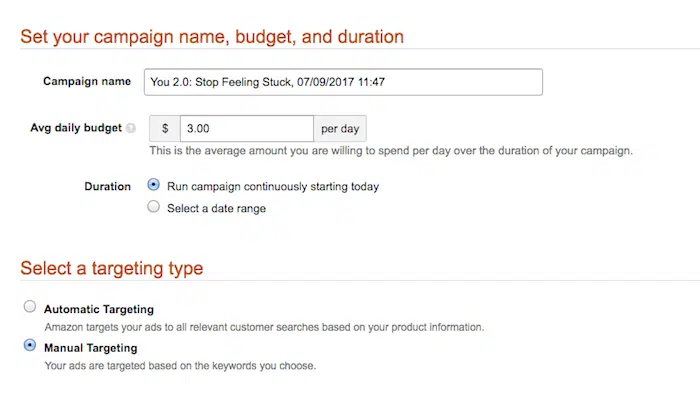 Set your campaign name, budget, and duration
Campaign name You 2.0: Stop Feeling Stuck, 07/09/2017 11:47
Avg daily budget ? $ 3.00 per day
This is the average amount you are willing to spend per day over the duration of your campaign.
Duration Run campaign continuously starting today
Select a date range
Select a targeting type
Automatic Targeting
Amazon targets your ads to all relevant customer searches based on your product information.
Manual Targeting
Your ads are targeted based on the keywords you choose.